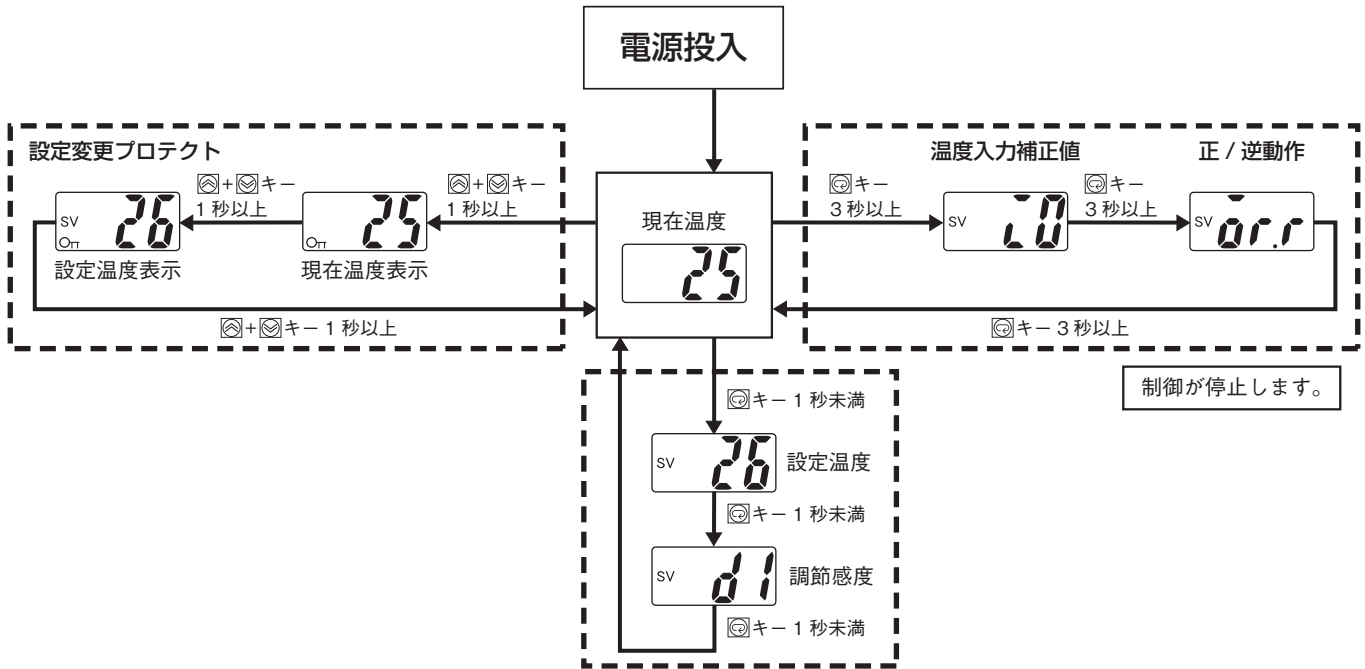 電源投入
設定変更プロテクト
+キー
1 秒以上
SV 26
設定温度表示
+キー
1 秒以上
25
現在温度表示
+キー 1 秒以上
現在温度
25
温度入力補正値
正 / 逆動作
キー
3 秒以上
SV
キー
3 秒以上
SV or.r
キー 3 秒以上
制御が停止します。
キー 1 秒未満
SV 26 設定温度
キー 1 秒未満
SV d1 調節感度
キー 1 秒未満